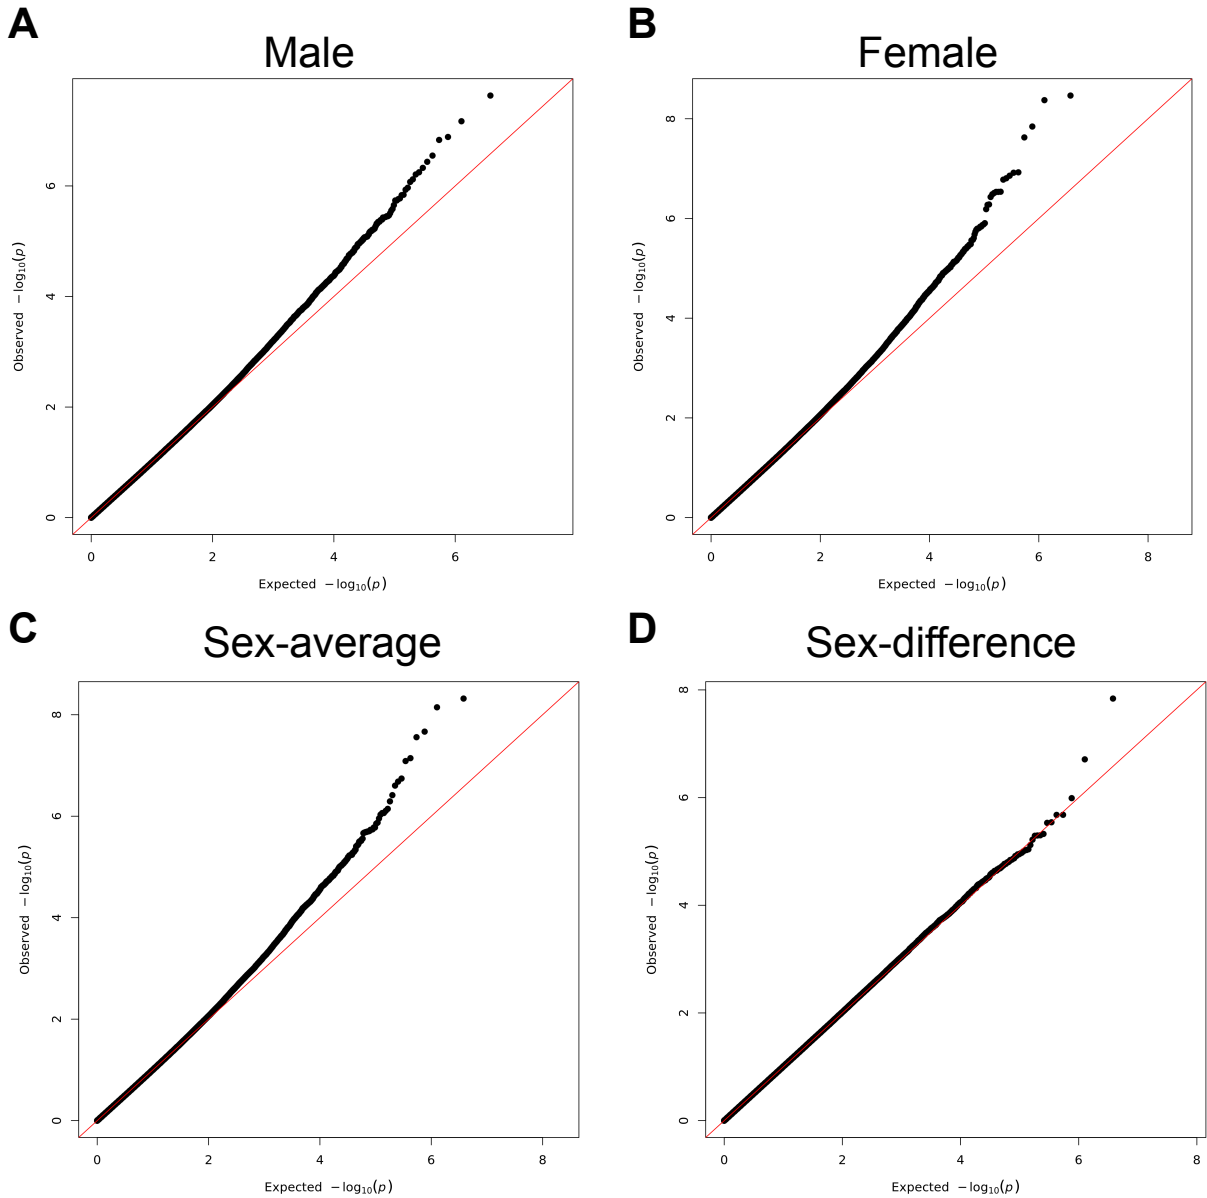 A
Male
Observed −log10(p)
0 2 4 6
0 2 4 6
Expected −log10(p)
B
Female
Observed −log10(p)
0 2 4 6 8
0 2 4 6 8
Expected −log10(p)
C
Sex-average
Observed −log10(p)
0 2 4 6 8
0 2 4 6 8
Expected −log10(p)
D
Sex-difference
Observed −log10(p)
0 2 4 6 8
0 2 4 6 8
Expected −log10(p)